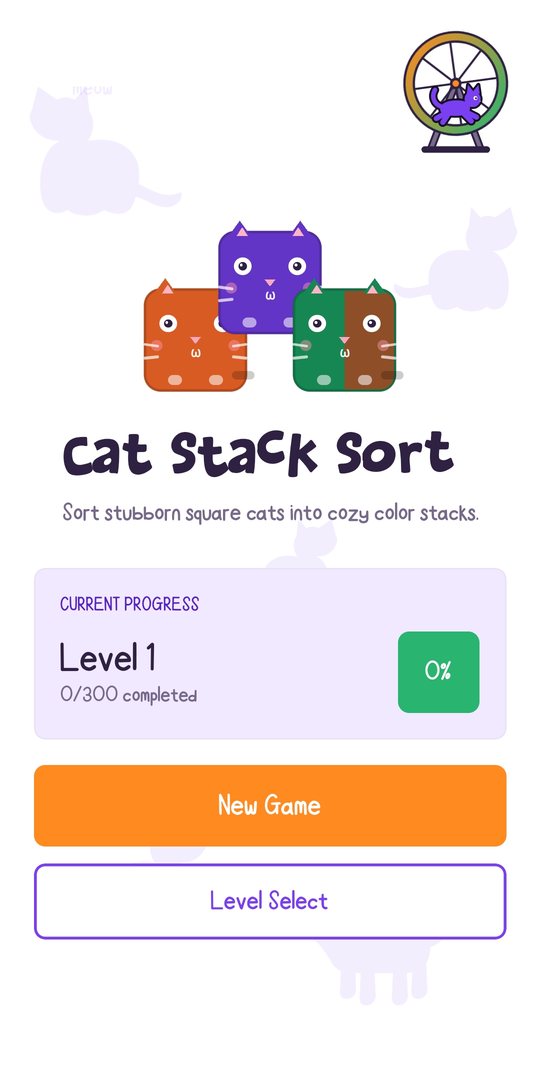 meow
Cat Stack Sort
Sort stubborn square cats into cozy color stacks.
CURRENT PROGRESS
Level 1
0/300 completed
0%
New Game
Level Select